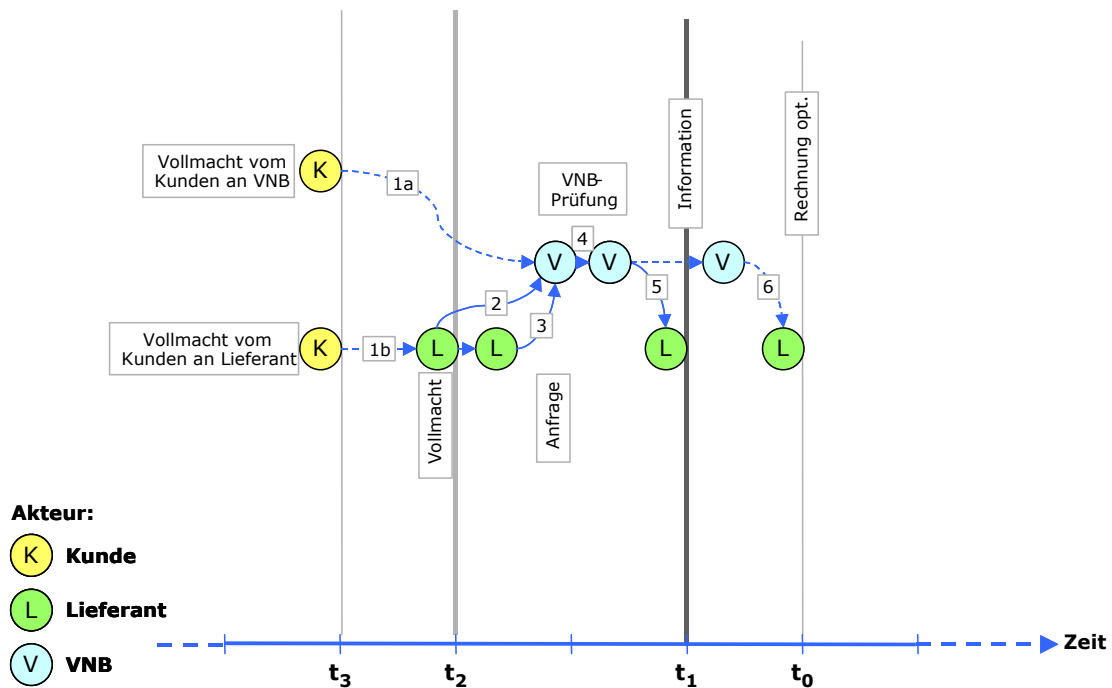 Information
Rechnung opt.
Vollmacht vom
Kunden an VNB
K
1a
VNB-
Prüfung
4
V
V
V
5
6
2
3
Vollmacht vom
Kunden an Lieferant
K
1b
L
L
L
L
Vollmacht
Anfrage
Akteur:
K Kunde
L Lieferant
V VNB
Zeit
t3
t2
t1
t0